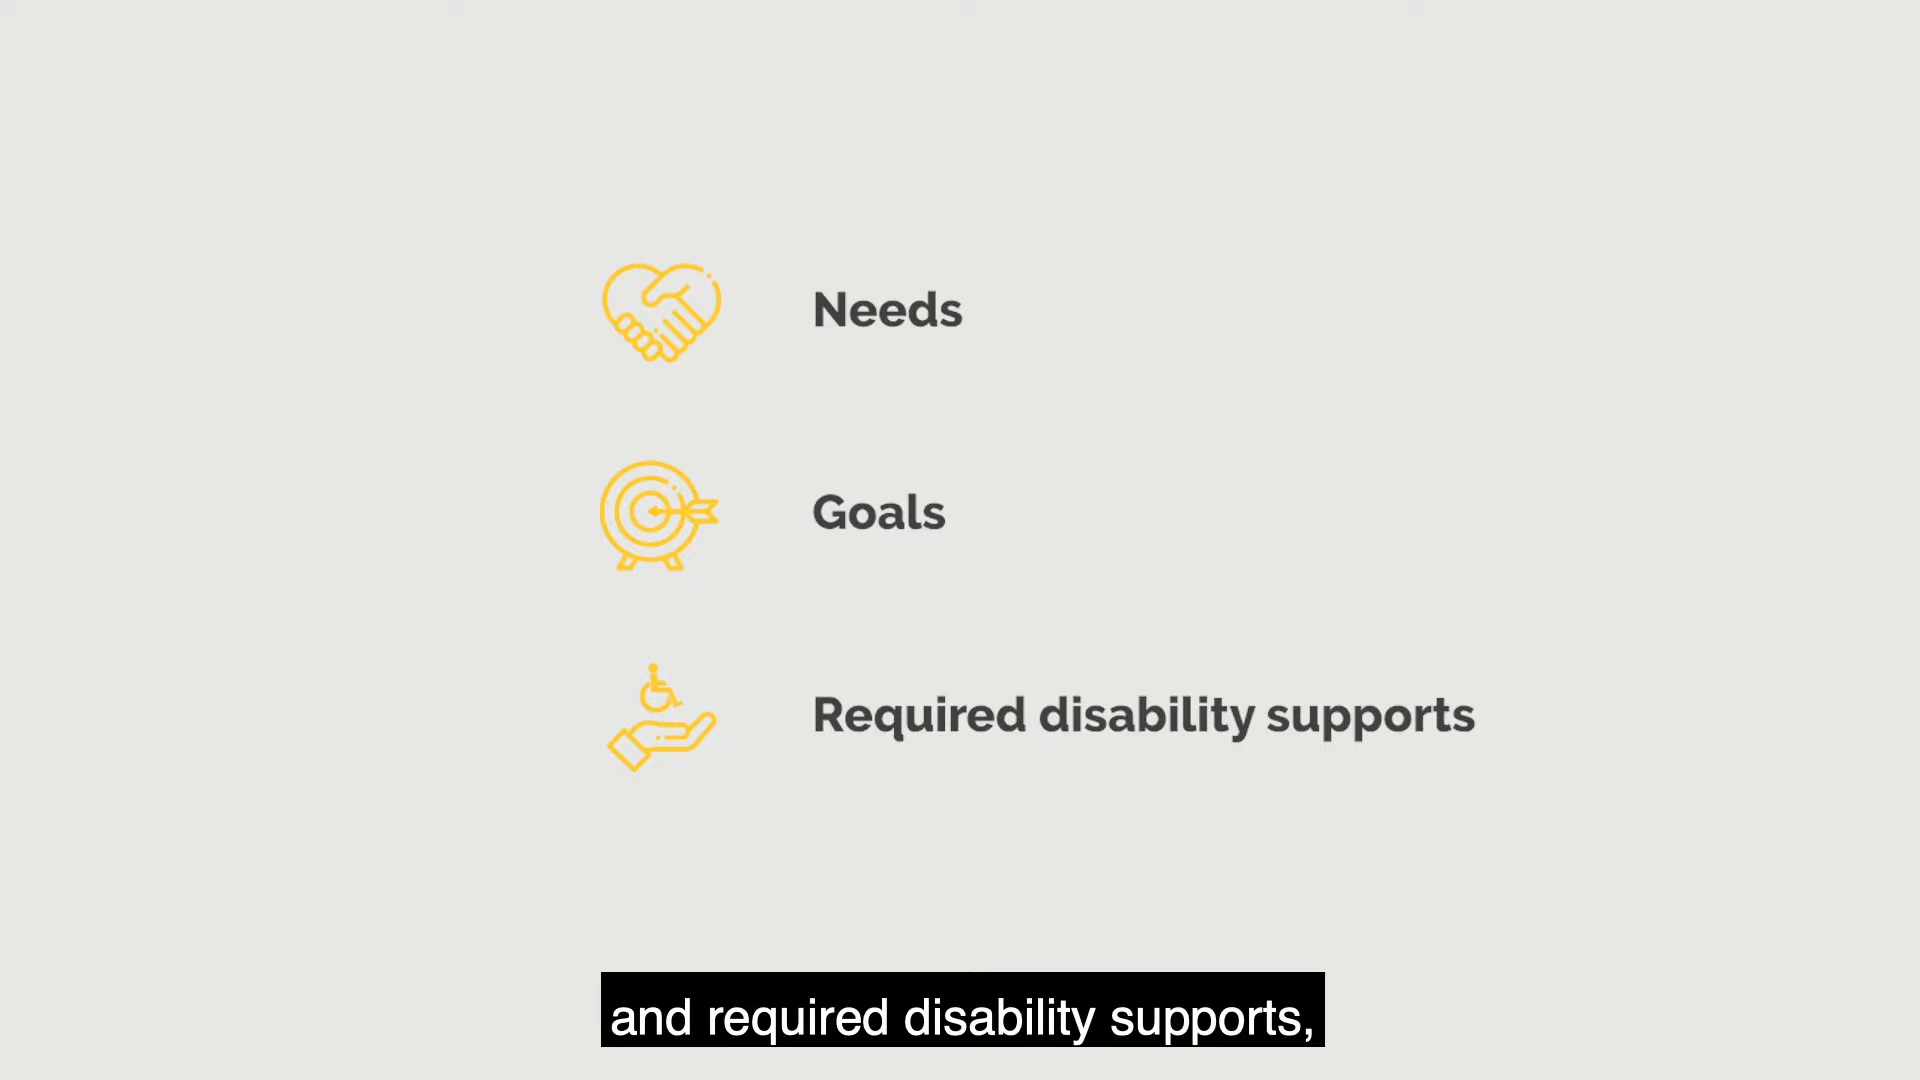 Needs
Goals
Required disability supports
and required disability supports,